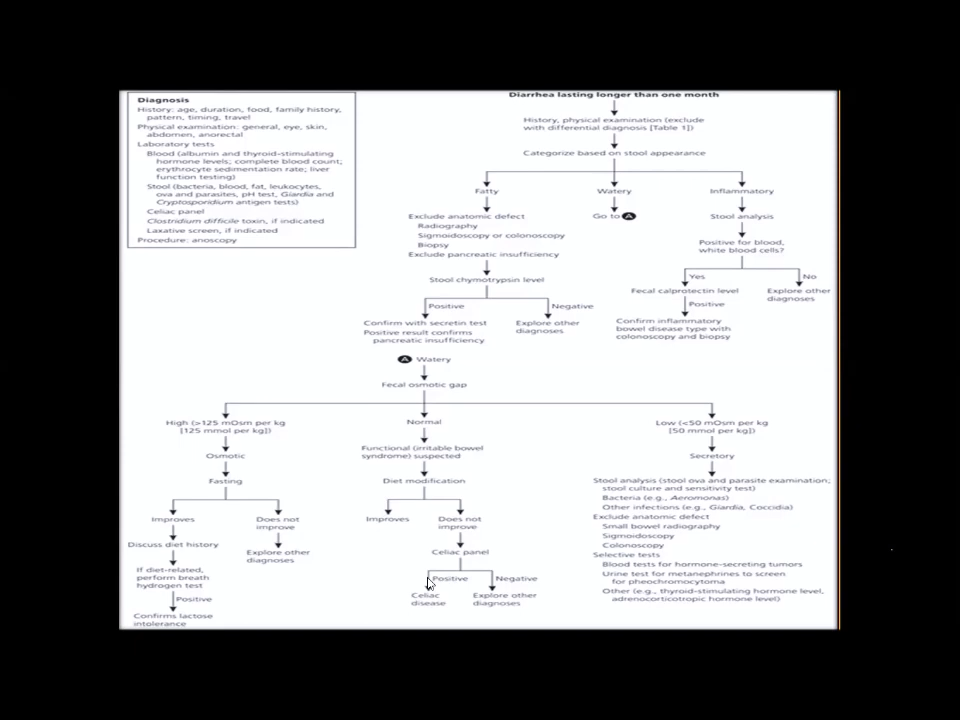 Diagnosis
History: age, duration, food, family history,
pattern, timing, travel
Physical examination: general, eye, skin,
abdomen, anorectal
Laboratory tests
Blood (albumin and thyroid-stimulating
hormone levels; complete blood count;
erythrocyte sedimentation rate; liver
function testing)
Stool (bacteria, blood, fat, leukocytes,
ova and parasites, pH test, Giardia and
Cryptosporidium antigen tests)
Celiac panel
Clostridium difficile toxin, if indicated
Laxative screen, if indicated
Procedure: anoscopy
Diarrhea lasting longer than one month
History, physical examination (exclude
with differential diagnosis [Table 1])
Categorize based on stool appearance
Fatty
Watery
Inflammatory
Exclude anatomic defect
Radiography
Sigmoidoscopy or colonoscopy
Biopsy
Exclude pancreatic insufficiency
Stool chymotrypsin level
Positive
Negative
Confirm with secretin test
Positive result confirms
pancreatic insufficiency
Explore other
diagnoses
Go to A
Stool analysis
Positive for blood,
white blood cells?
Yes
No
Fecal calprotectin level
Explore other
diagnoses
Positive
Confirm inflammatory
bowel disease type with
colonoscopy and biopsy
A Watery
Fecal osmotic gap
High (>125 mOsm per kg
[125 mmol per kg])
Osmotic
Fasting
Improves
Does not
improve
Discuss diet history
Explore other
diagnoses
If diet-related,
perform breath
hydrogen test
Positive
Confirms lactose
intolerance
Normal
Functional (irritable bowel
syndrome) suspected
Diet modification
Improves
Does not
improve
Celiac panel
Positive
Negative
Celiac
disease
Explore other
diagnoses
Low (<50 mOsm per kg
[50 mmol per kg])
Secretory
Stool analysis (stool ova and parasite examination;
stool culture and sensitivity test)
Bacteria (e.g., Aeromonas)
Other infections (e.g., Giardia, Coccidia)
Exclude anatomic defect
Small bowel radiography
Sigmoidoscopy
Colonoscopy
Selective tests
Blood tests for hormone-secreting tumors
Urine test for metanephrines to screen
for pheochromocytoma
Other (e.g., thyroid-stimulating hormone level,
adrenocorticotropic hormone level)